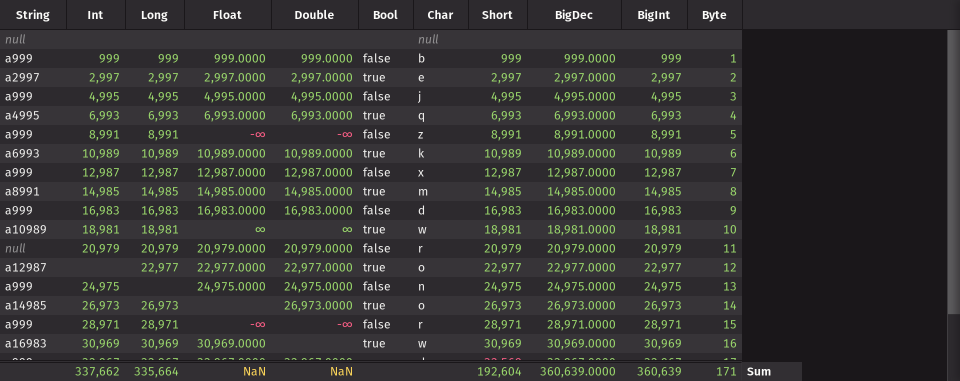 String Int Long Float Double Bool Char Short BigDec BigInt Byte
null null
a999 999 999 999.0000 999.0000 false b 999 999.0000 999 1
a2997 2,997 2,997 2,997.0000 2,997.0000 true e 2,997 2,997.0000 2,997 2
a999 4,995 4,995 4,995.0000 4,995.0000 false j 4,995 4,995.0000 4,995 3
a4995 6,993 6,993 6,993.0000 6,993.0000 true q 6,993 6,993.0000 6,993 4
a999 8,991 8,991 -∞ -∞ false z 8,991 8,991.0000 8,991 5
a6993 10,989 10,989 10,989.0000 10,989.0000 true k 10,989 10,989.0000 10,989 6
a999 12,987 12,987 12,987.0000 12,987.0000 false x 12,987 12,987.0000 12,987 7
a8991 14,985 14,985 14,985.0000 14,985.0000 true m 14,985 14,985.0000 14,985 8
a999 16,983 16,983 16,983.0000 16,983.0000 false d 16,983 16,983.0000 16,983 9
a10989 18,981 18,981 ∞ ∞ true w 18,981 18,981.0000 18,981 10
null 20,979 20,979 20,979.0000 20,979.0000 false r 20,979 20,979.0000 20,979 11
a12987 22,977 22,977.0000 22,977.0000 true o 22,977 22,977.0000 22,977 12
a999 24,975 24,975.0000 24,975.0000 false n 24,975 24,975.0000 24,975 13
a14985 26,973 26,973 26,973.0000 true o 26,973 26,973.0000 26,973 14
a999 28,971 28,971 -∞ -∞ false r 28,971 28,971.0000 28,971 15
a16983 30,969 30,969 30,969.0000 true w 30,969 30,969.0000 30,969 16
337,662 335,664 NaN NaN 192,604 360,639.0000 360,639 171 Sum